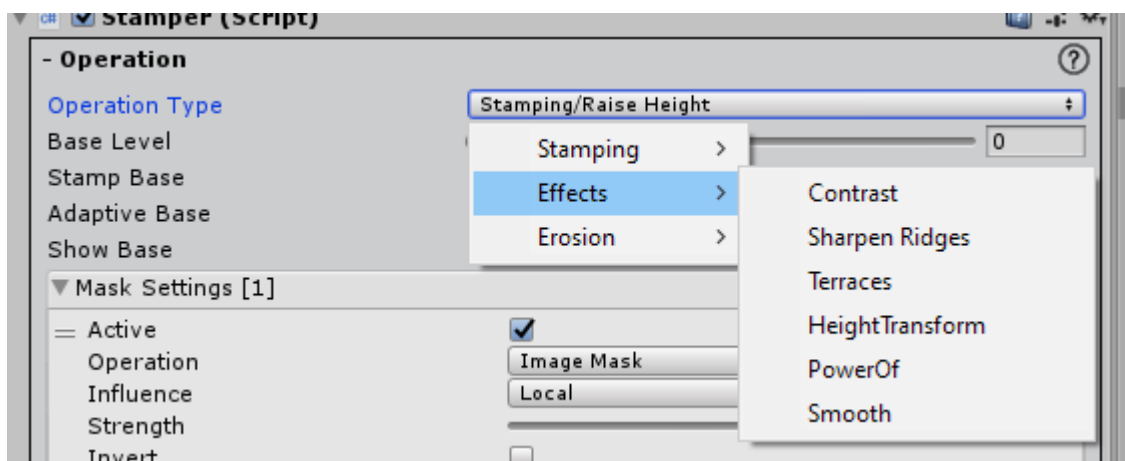 Stamper (Script)
- Operation
Operation Type Stamping/Raise Height
Base Level 0
Stamp Base
Adaptive Base
Show Base
Stamping >
Effects >
Erosion >
Contrast
Sharpen Ridges
Terraces
HeightTransform
PowerOf
Smooth
Mask Settings [1]
Active
Operation Image Mask
Influence Local
Strength
Invert